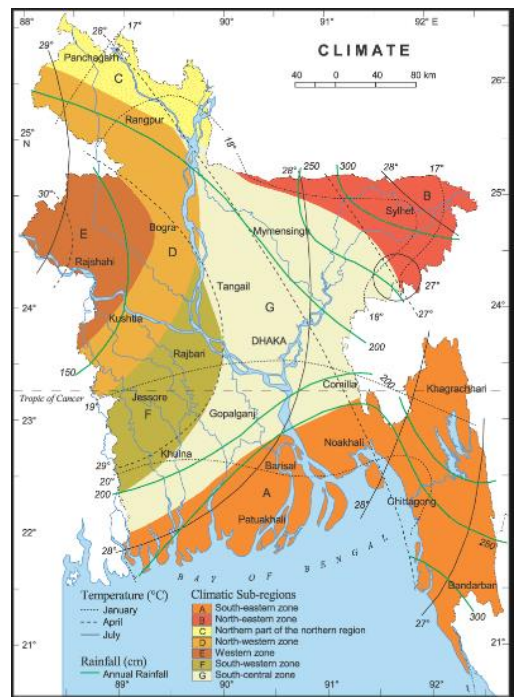 88°
89°
90°
91°
92° E
CLIMATE
40 0 40 80 km
29°
28°
17°
Panchagarh
C
26°
26°
Rangpur
25°
N
18°
28°
250
300
28°
17°
B
25°
Sylhet
30°
Mymensingh
E
Bogra
D
Rajshahi
27°
27°
24°
Tangail
G
24°
18°
Kushtia
DHAKA
200
150
Rajbari
Comilla
200
Khagrachhari
Tropic of Cancer
19°
Jessore
23°
F
Gopalganj
23°
Noakhali
Khulna
29°
20°
200
Barisal
A
Chittagong
28°
22°
Patuakhali
22°
28°
250
BAY OF BENGAL
Bandarban
27°
300
Temperature (°C)
January
April
July
Rainfall (cm)
Annual Rainfall
Climatic Sub-regions
A South-eastern zone
B North-eastern zone
C Northern part of the northern region
D North-western zone
E Western zone
F South-western zone
G South-central zone
21°
21°
89°
90°
91°
92°